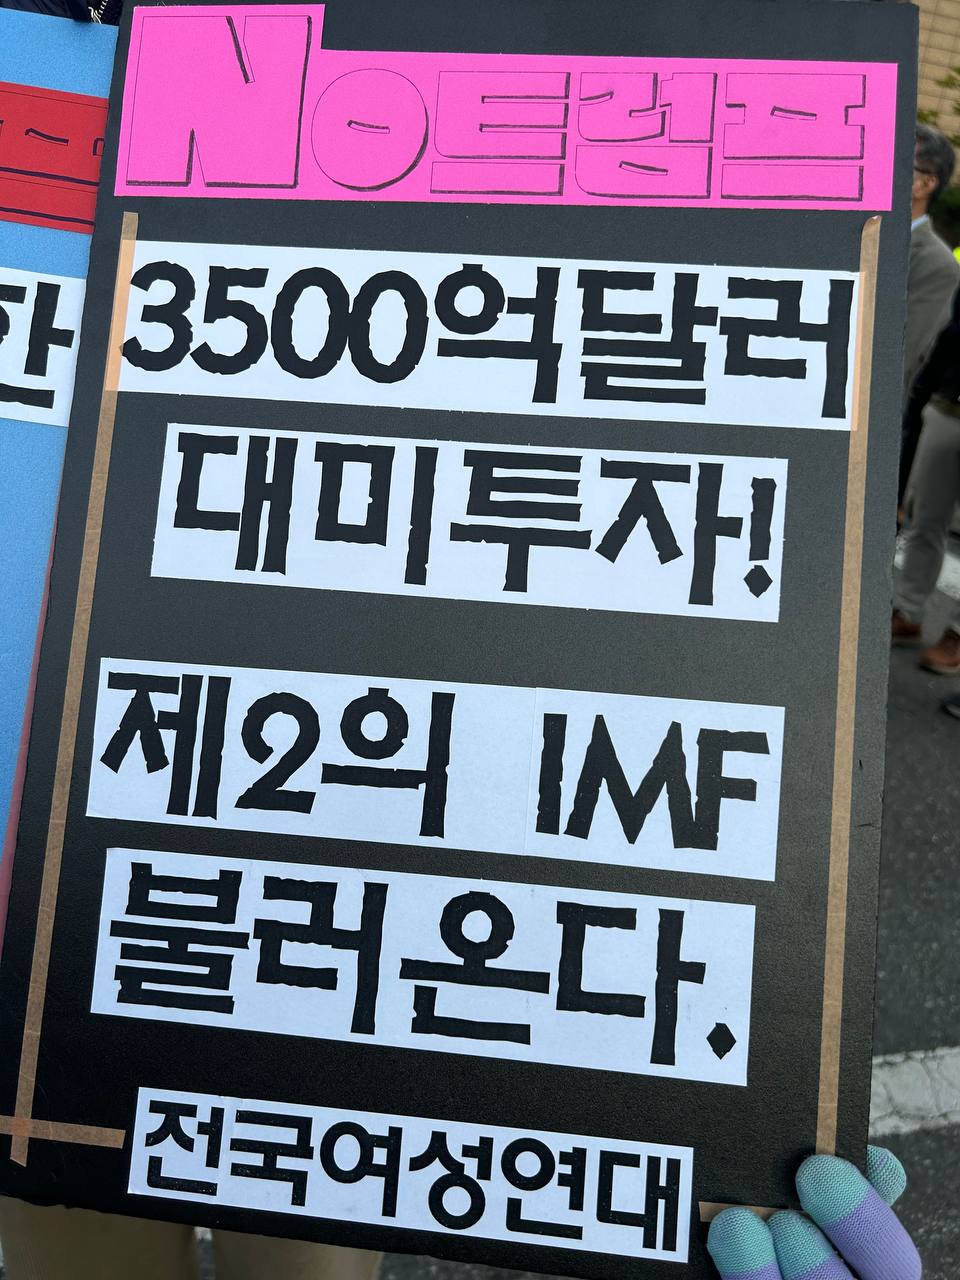 NO트럼프
3500억달러
대미투자!
제2의 IMF
불러온다.
전국여성연대
한